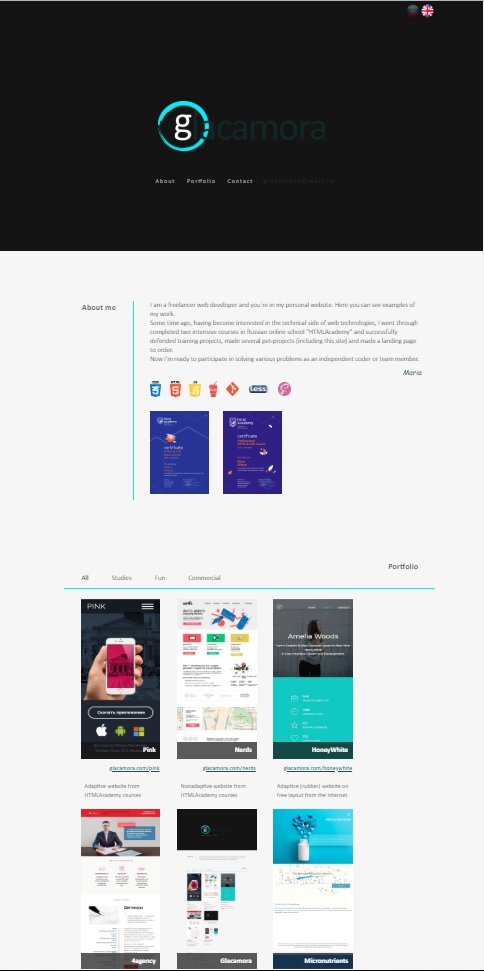 glacamora
About
Portfolio
Contact
About me
I am a freelancer web developer and you're in my personal website. Here you can see examples of
my work.
Some time ago, having become interested in the technical side of web technologies, I went through
completed two intensive courses in Russian online school "HTMLAcademy" and successfully
defended training projects, made several pet-projects (including this site) and made a landing page
to order.
Now I'm ready to participate in solving various problems as an independent coder or team member.
Maria
{less}
certificate
certificate
Portfolio
All
Studies
Fun
Commercial
PINK
Скачать приложение
Pink
Nerds
Amelia Woods
HoneyWhite
glacamora.com/pink
glacamora.com/nerds
glacamora.com/honeywhite
Adaptive website from
HTMLAcademy courses
Nonadaptive website from
HTMLAcademy courses
Adaptive (rubber) website on
free layout from the Internet
Договора
4agency
Glacamora
Micronutrients